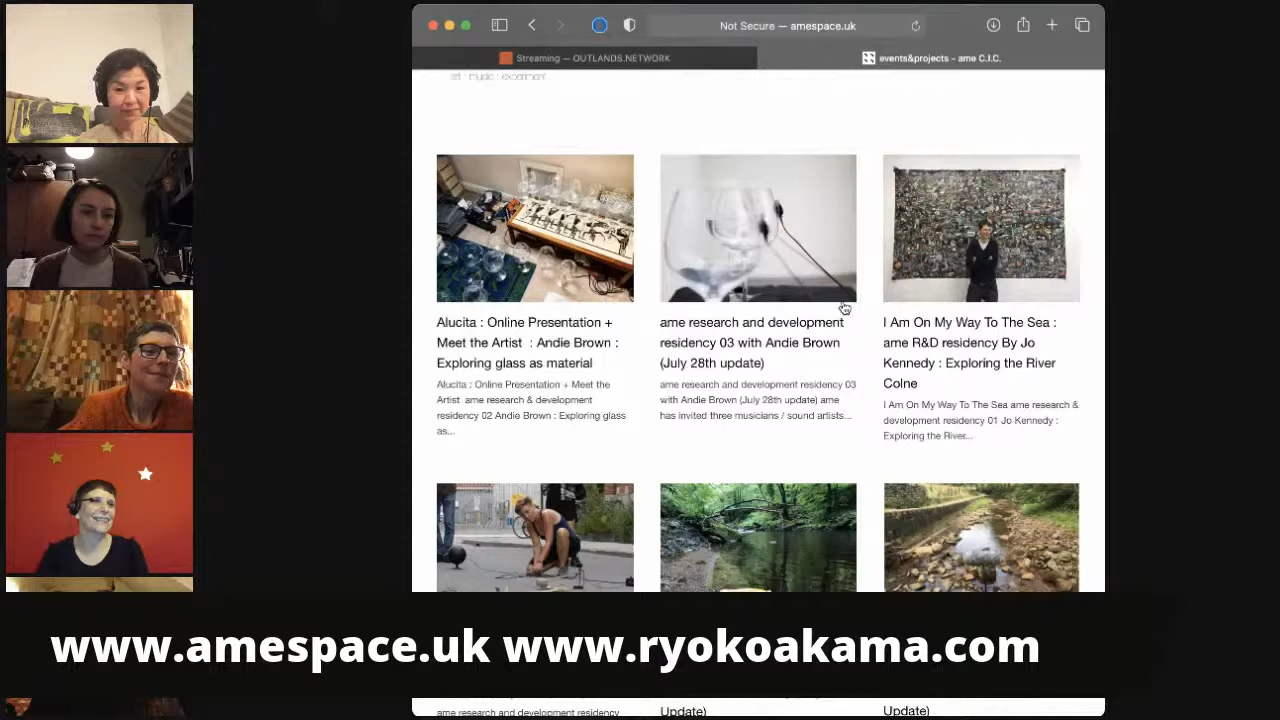 Not Secure — amespace.uk
Streaming — OUTLANDS.NETWORK
events&projects – ame C.I.C.
art music experiment
Alucita : Online Presentation +
Meet the Artist : Andie Brown :
Exploring glass as material
Alucita : Online Presentation + Meet the
Artist ame research & development
residency 02 Andie Brown : Exploring glass
as...
ame research and development
residency 03 with Andie Brown
(July 28th update)
ame research and development residency 03
with Andie Brown (July 28th update) ame
has invited three musicians / sound artists...
I Am On My Way To The Sea :
ame R&D residency By Jo
Kennedy : Exploring the River
Colne
I Am On My Way To The Sea ame research &
development residency 01 Jo Kennedy :
Exploring the River...
www.amespace.uk www.ryokoakama.com
ame research and development residency
Update)
Update)